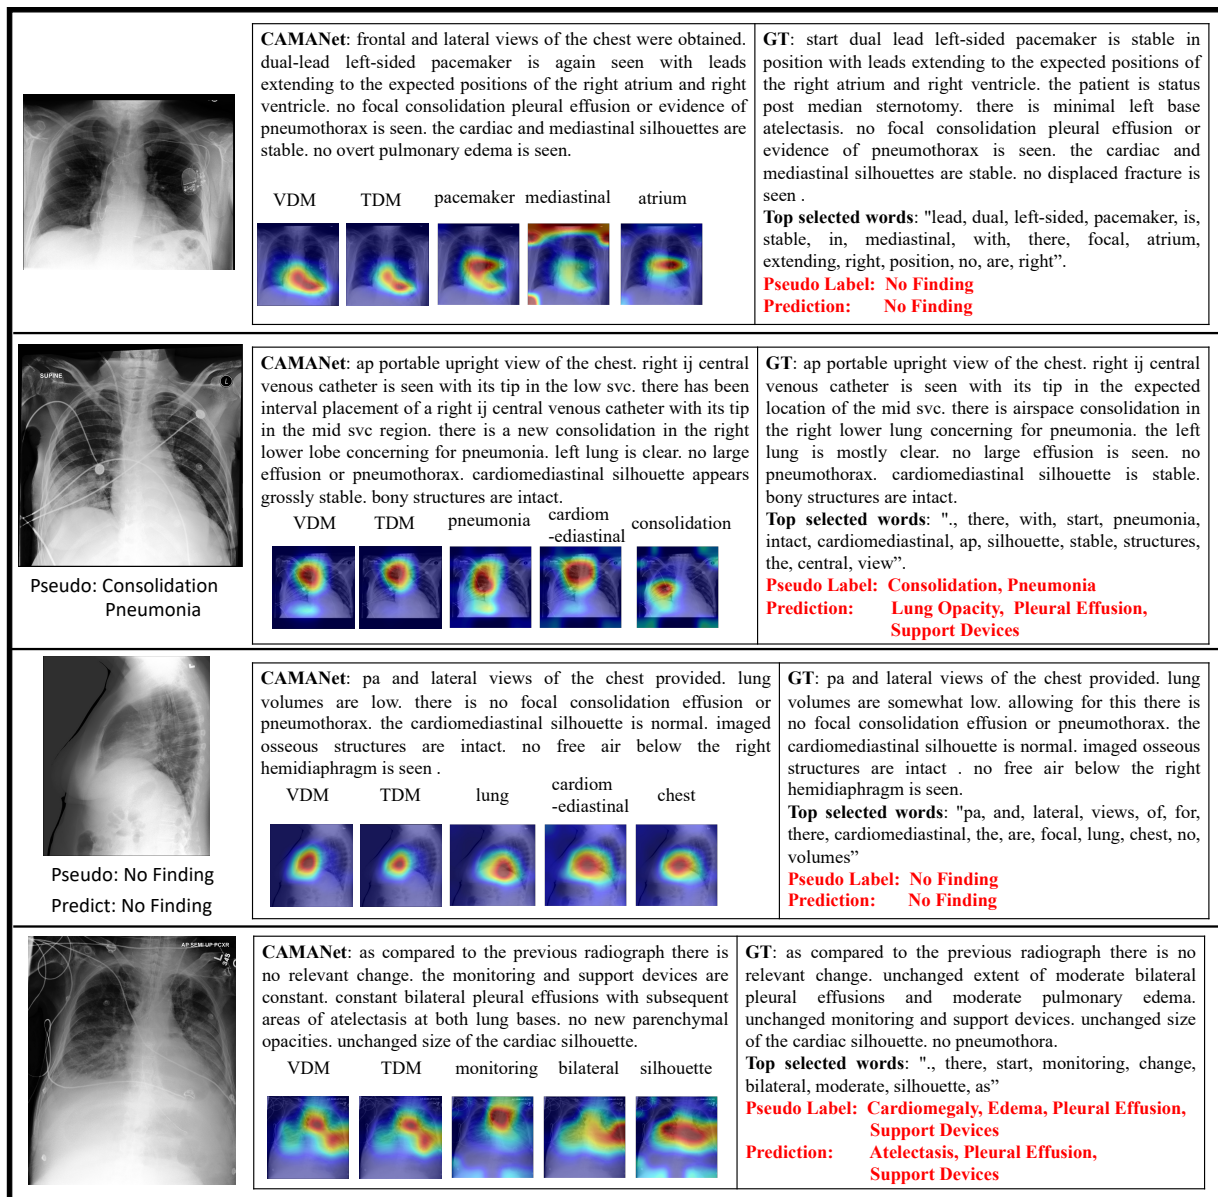 CAMANet: frontal and lateral views of the chest were obtained.
dual-lead left-sided pacemaker is again seen with leads
extending to the expected positions of the right atrium and right
ventricle. no focal consolidation pleural effusion or evidence of
pneumothorax is seen. the cardiac and mediastinal silhouettes are
stable. no overt pulmonary edema is seen.
VDM TDM pacemaker mediastinal atrium
GT: start dual lead left-sided pacemaker is stable in
position with leads extending to the expected positions of
the right atrium and right ventricle. the patient is status
post median sternotomy. there is minimal left base
atelectasis. no focal consolidation pleural effusion or
evidence of pneumothorax is seen. the cardiac and
mediastinal silhouettes are stable. no displaced fracture is
seen .
Top selected words: "lead, dual, left-sided, pacemaker, is,
stable, in, mediastinal, with, there, focal, atrium,
extending, right, position, no, are, right”.
Pseudo Label: No Finding
Prediction: No Finding
SUPINE
L
Pseudo: Consolidation
Pneumonia
CAMANet: ap portable upright view of the chest. right ij central
venous catheter is seen with its tip in the low svc. there has been
interval placement of a right ij central venous catheter with its tip
in the mid svc region. there is a new consolidation in the right
lower lobe concerning for pneumonia. left lung is clear. no large
effusion or pneumothorax. cardiomediastinal silhouette appears
grossly stable. bony structures are intact.
VDM TDM pneumonia cardiom
-ediastinal consolidation
GT: ap portable upright view of the chest. right ij central
venous catheter is seen with its tip in the expected
location of the mid svc. there is airspace consolidation in
the right lower lung concerning for pneumonia. the left
lung is mostly clear. no large effusion is seen. no
pneumothorax. cardiomediastinal silhouette is stable.
bony structures are intact.
Top selected words: "., there, with, start, pneumonia,
intact, cardiomediastinal, ap, silhouette, stable, structures,
the, central, view”.
Pseudo Label: Consolidation, Pneumonia
Prediction: Lung Opacity, Pleural Effusion,
Support Devices
Pseudo: No Finding
Predict: No Finding
CAMANet: pa and lateral views of the chest provided. lung
volumes are low. there is no focal consolidation effusion or
pneumothorax. the cardiomediastinal silhouette is normal. imaged
osseous structures are intact. no free air below the right
hemidiaphragm is seen .
VDM TDM lung cardiom
-ediastinal chest
GT: pa and lateral views of the chest provided. lung
volumes are somewhat low. allowing for this there is
no focal consolidation effusion or pneumothorax. the
cardiomediastinal silhouette is normal. imaged osseous
structures are intact . no free air below the right
hemidiaphragm is seen.
Top selected words: "pa, and, lateral, views, of, for,
there, cardiomediastinal, the, are, focal, lung, chest, no,
volumes”
Pseudo Label: No Finding
Prediction: No Finding
AP SEMI-UP PCXR
L
CAMANet: as compared to the previous radiograph there is
no relevant change. the monitoring and support devices are
constant. constant bilateral pleural effusions with subsequent
areas of atelectasis at both lung bases. no new parenchymal
opacities. unchanged size of the cardiac silhouette.
VDM TDM monitoring bilateral silhouette
GT: as compared to the previous radiograph there is no
relevant change. unchanged extent of moderate bilateral
pleural effusions and moderate pulmonary edema.
unchanged monitoring and support devices. unchanged size
of the cardiac silhouette. no pneumothora.
Top selected words: "., there, start, monitoring, change,
bilateral, moderate, silhouette, as”
Pseudo Label: Cardiomegaly, Edema, Pleural Effusion,
Support Devices
Prediction: Atelectasis, Pleural Effusion,
Support Devices